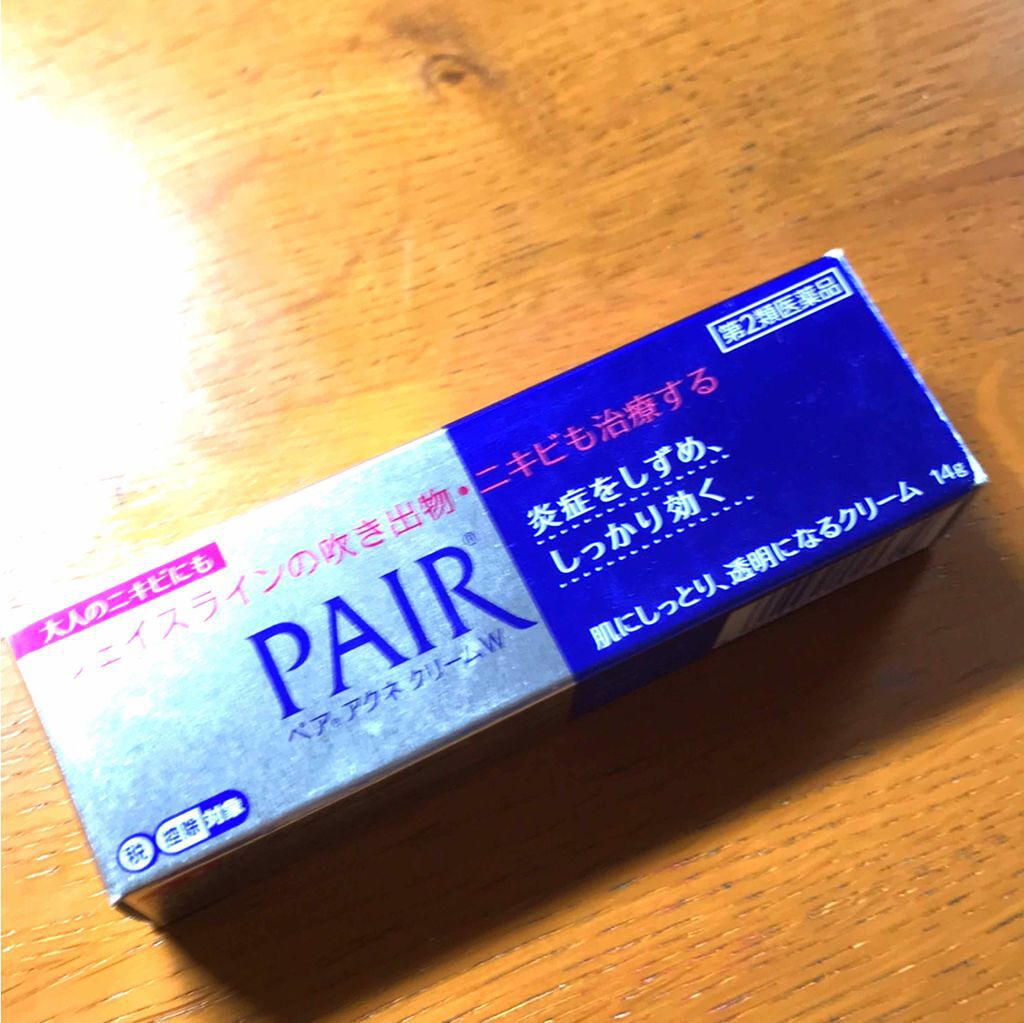 第2類医薬品
大人のニキビにも
フェイスラインの吹き出物・ニキビも治療する
PAIR®
ペア®アクネ クリームW
炎症をしずめ、
しっかり効く
肌にしっとり、透明になるクリーム 14g
税 控除 対象